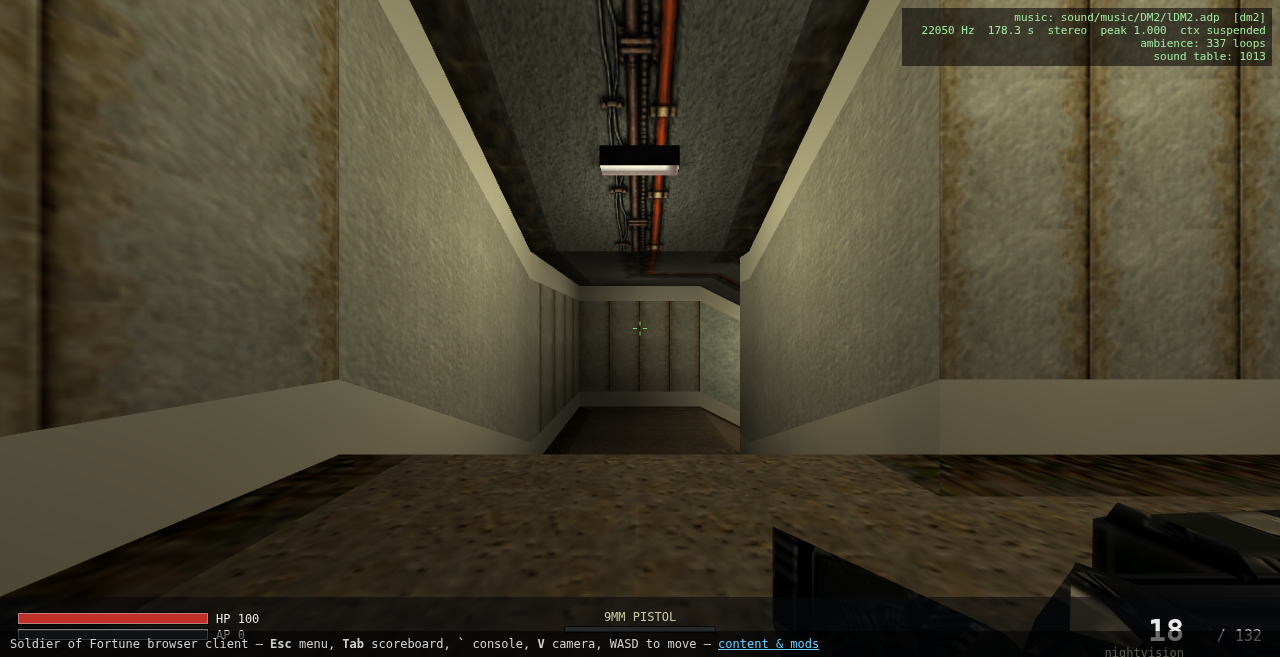 music: sound/music/DM2/lDM2.adp  [dm2]
22050 Hz  178.3 s  stereo  peak 1.000  ctx suspended
ambience: 337 loops
sound table: 1013
HP 100
AP 0
9MM PISTOL
18 / 132
nightvision
Soldier of Fortune browser client — Esc menu, Tab scoreboard, ` console, V camera, WASD to move — content & mods